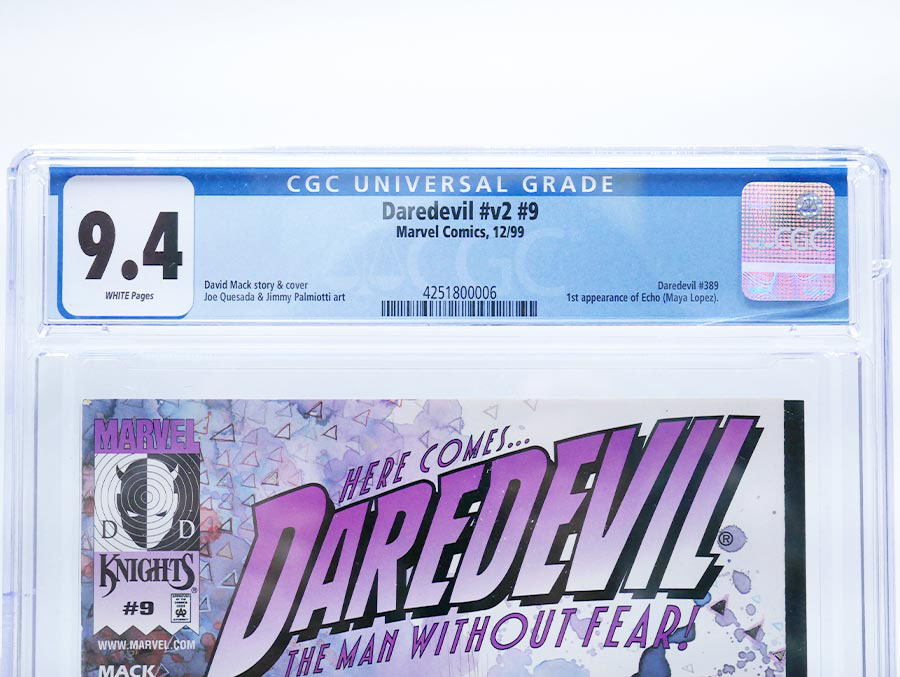 CGC UNIVERSAL GRADE
9.4
WHITE Pages
Daredevil #v2 #9
Marvel Comics, 12/99
David Mack story & cover
Joe Quesada & Jimmy Palmiotti art
4251800006
Daredevil #389
1st appearance of Echo (Maya Lopez).
CGC
CGC
MARVEL
D D
KNIGHTS
#9
WWW.MARVEL.COM
MACK
HERE COMES...
DAREDEVIL®
THE MAN WITHOUT FEAR!